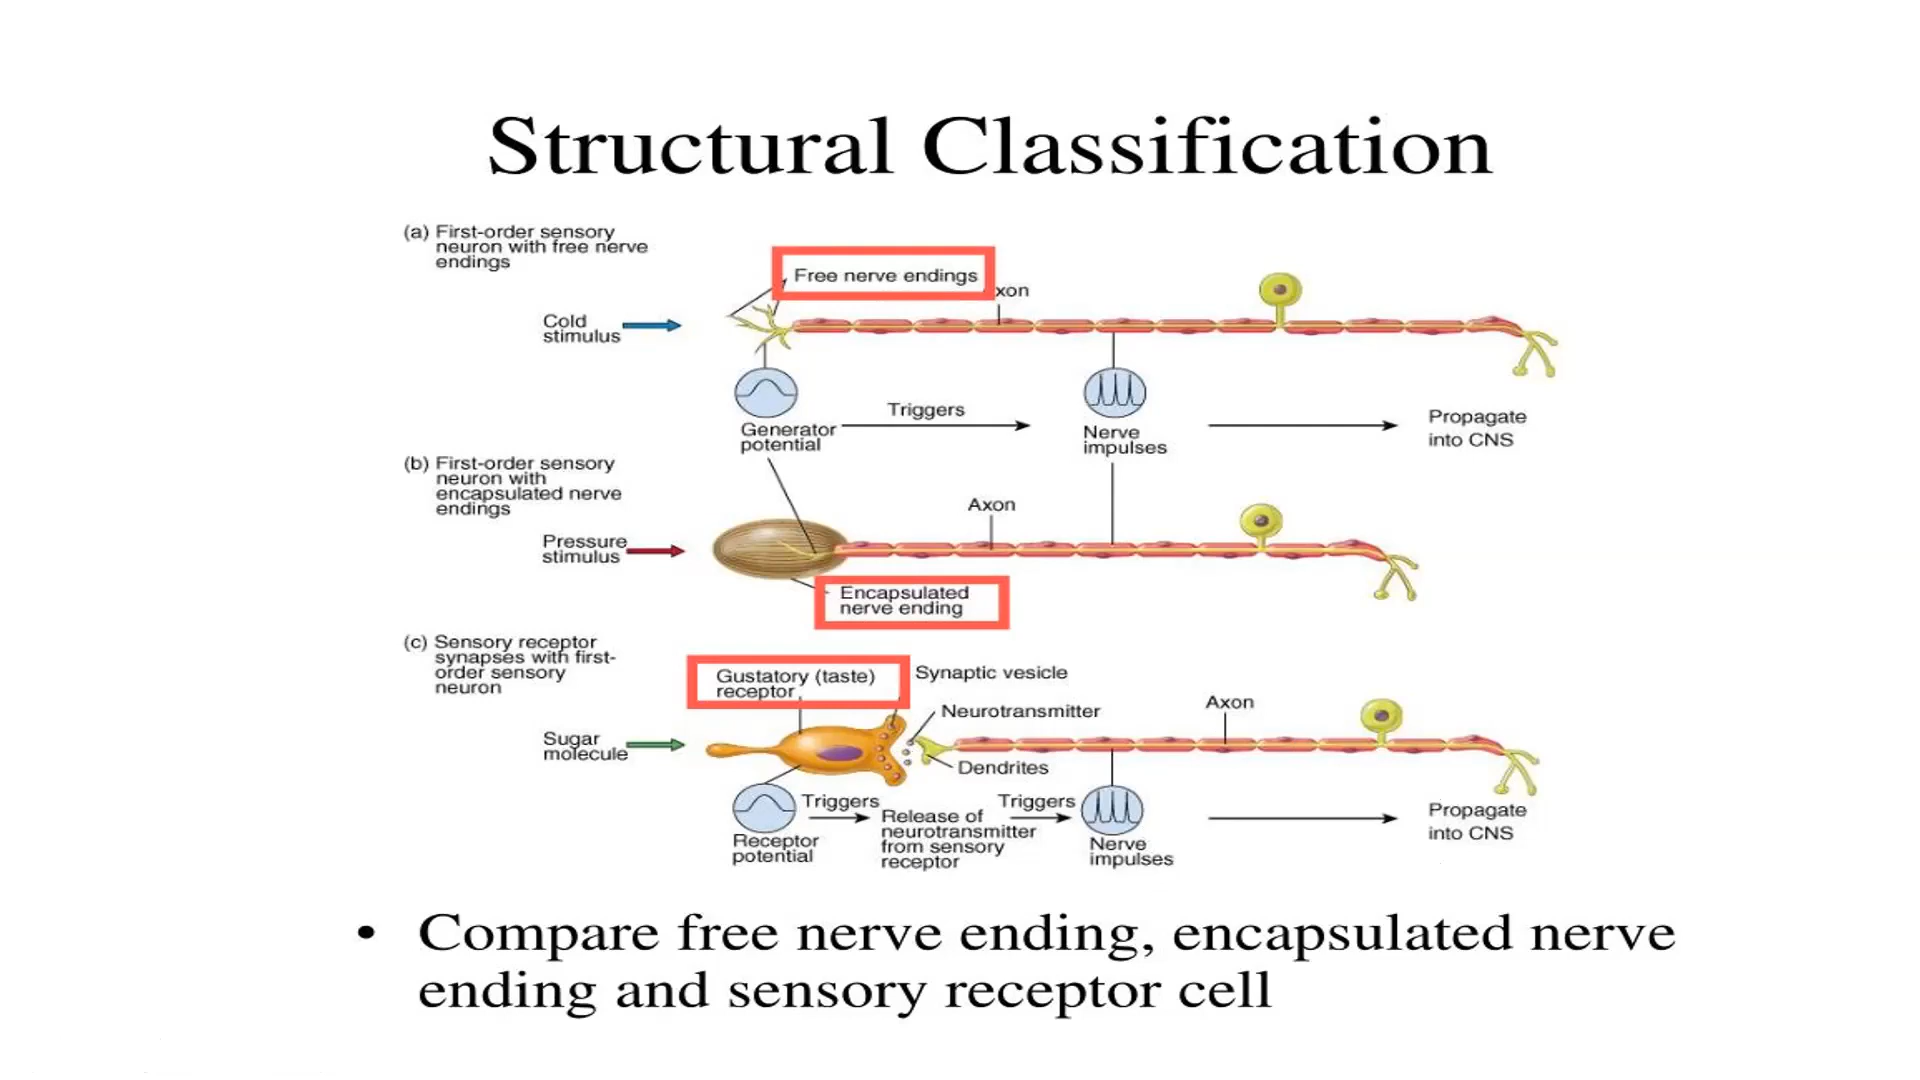 Structural Classification
(a) First-order sensory
neuron with free nerve
endings
Free nerve endings
xon
Cold
stimulus
Triggers
Generator
potential
Nerve
impulses
Propagate
into CNS
(b) First-order sensory
neuron with
encapsulated nerve
endings
Axon
Pressure
stimulus
Encapsulated
nerve ending
(c) Sensory receptor
synapses with first-
order sensory
neuron
Gustatory (taste)
receptor
Synaptic vesicle
Neurotransmitter
Axon
Sugar
molecule
Dendrites
Triggers
Release of
neurotransmitter
from sensory
receptor
Triggers
Receptor
potential
Nerve
impulses
Propagate
into CNS
• Compare free nerve ending, encapsulated nerve
ending and sensory receptor cell